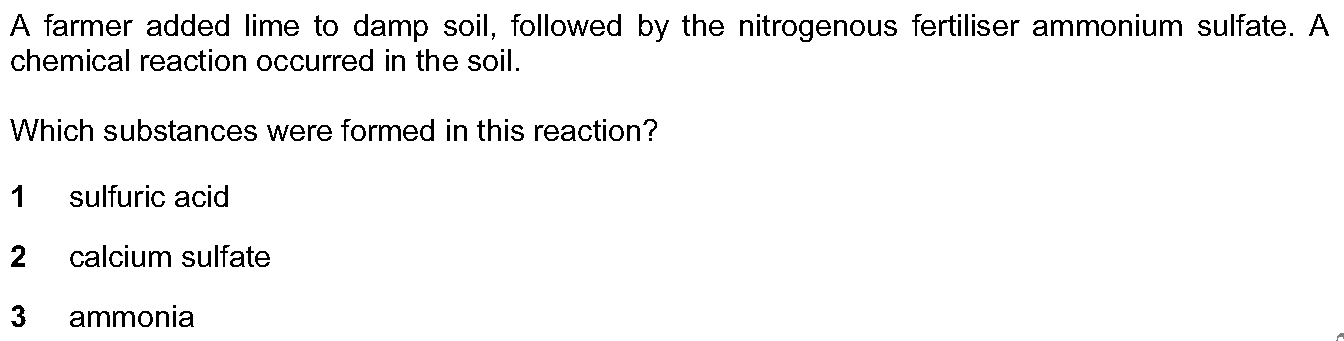 A farmer added lime to damp soil, followed by the nitrogenous fertiliser ammonium sulfate. A
chemical reaction occurred in the soil.
Which substances were formed in this reaction?
1 sulfuric acid
2 calcium sulfate
3 ammonia